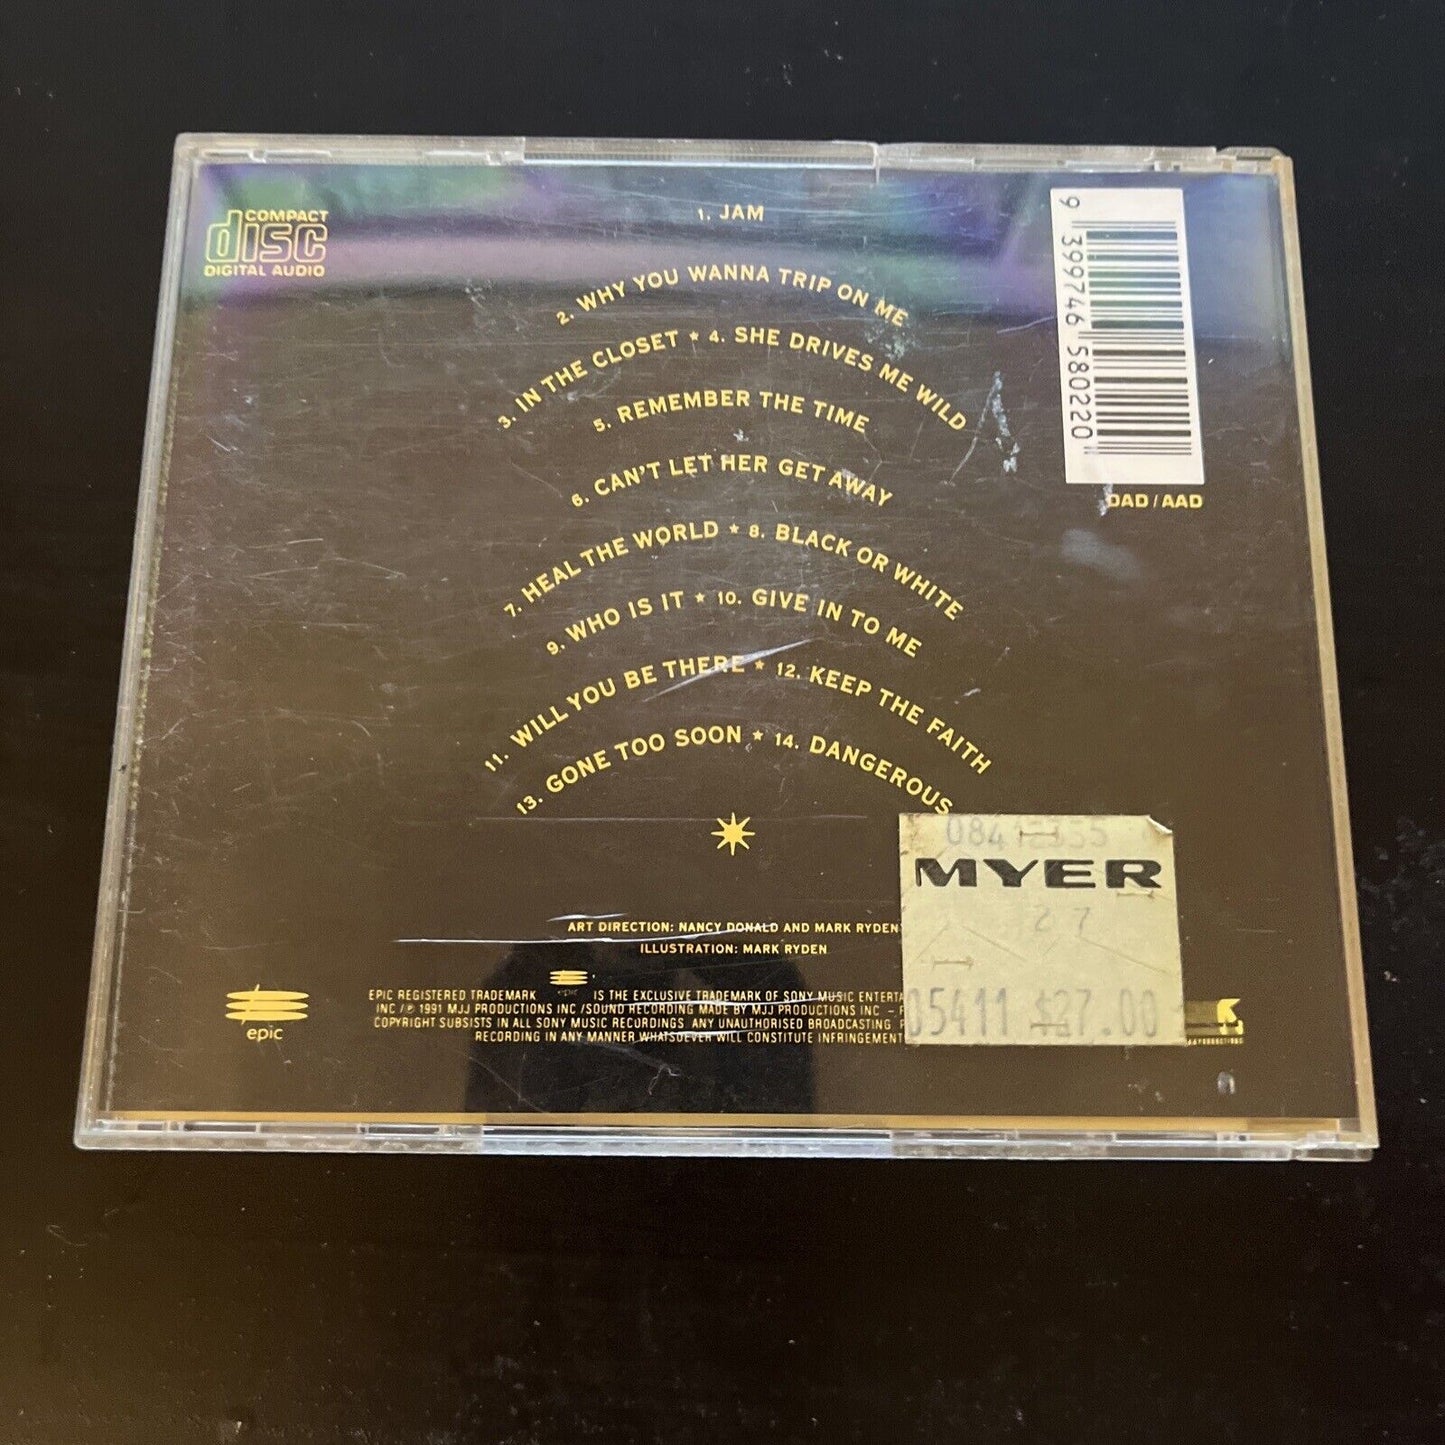 COMPACT
disc
DIGITAL AUDIO
1. JAM
2. WHY YOU WANNA TRIP ON ME
3. IN THE CLOSET * 4. SHE DRIVES ME WILD
5. REMEMBER THE TIME
6. CAN'T LET HER GET AWAY
7. HEAL THE WORLD * 8. BLACK OR WHITE
9. WHO IS IT * 10. GIVE IN TO ME
11. WILL YOU BE THERE * 12. KEEP THE FAITH
13. GONE TOO SOON * 14. DANGEROUS
9 399746 580220
DAD / AAD
ART DIRECTION: NANCY DONALD AND MARK RYDEN
ILLUSTRATION: MARK RYDEN
epic
EPIC REGISTERED TRADEMARK epic IS THE EXCLUSIVE TRADEMARK OF SONY MUSIC
INC / ℗ 1991 MJJ PRODUCTIONS INC / SOUND RECORDING MADE BY MJJ PRODUCTIONS INC –
COPYRIGHT SUBSISTS IN ALL SONY MUSIC RECORDINGS. ANY UNAUTHORISED BROADCASTING.
RECORDING IN ANY MANNER WHATSOEVER WILL CONSTITUTE INFRINGEMENT
MYER
27
05411 $27.00